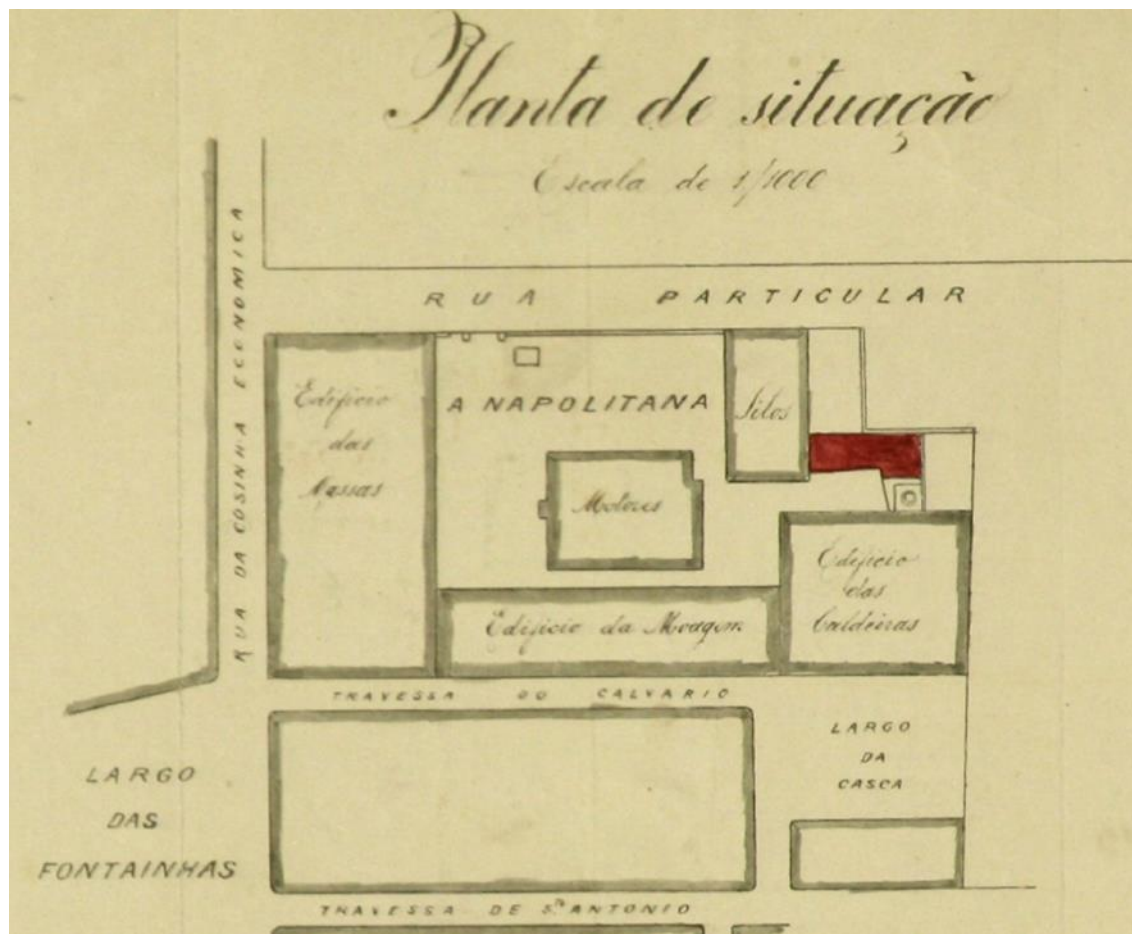 Planta de situação
Escala de 1/1000
RUA PARTICULAR
RUA DA COSINHA ECONOMICA
Edificio
das
Massas
A NAPOLITANA
Silos
Motores
Edificio da Moagem
Edificio
das
Caldeiras
TRAVESSA DO CALVARIO
LARGO
DA
CASCA
LARGO
DAS
FONTAINHAS
TRAVESSA DE Sto ANTONIO